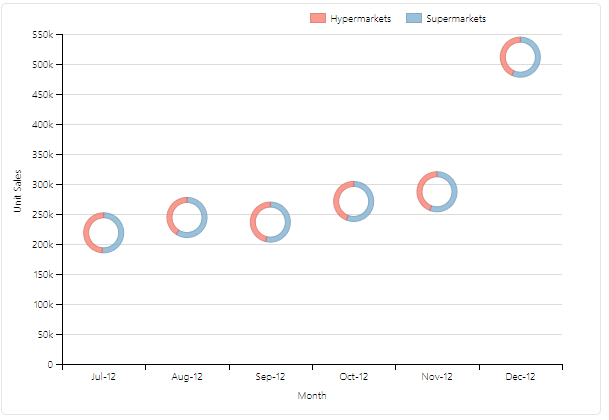 Hypermarkets Supermarkets
550k
500k
450k
400k
350k
300k
250k
200k
150k
100k
50k
0
Unit Sales
Jul-12 Aug-12 Sep-12 Oct-12 Nov-12 Dec-12
Month